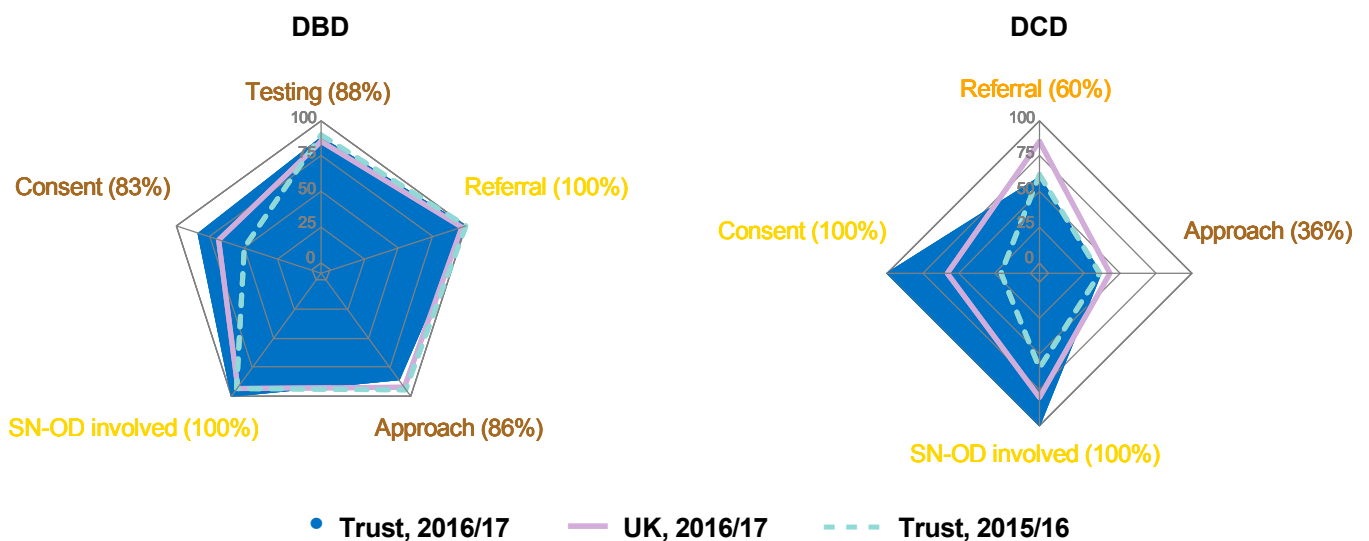 DBD
Testing (88%)
100
75
50
25
0
Consent (83%)
Referral (100%)
SN-OD involved (100%)
Approach (86%)
DCD
Referral (60%)
100
75
50
25
0
Consent (100%)
Approach (36%)
SN-OD involved (100%)
Trust, 2016/17
UK, 2016/17
Trust, 2015/16